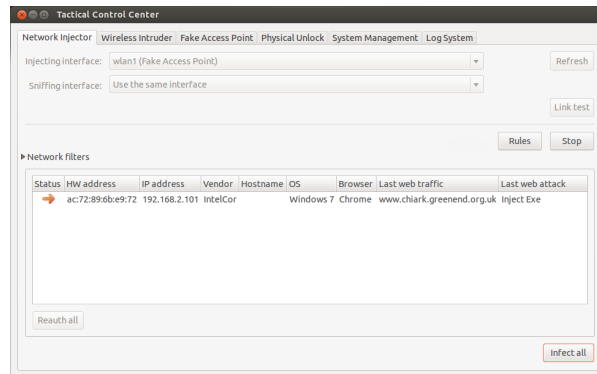 Tactical Control Center
Network Injector Wireless Intruder Fake Access Point Physical Unlock System Management Log System
Injecting interface: wlan1 (Fake Access Point) Refresh
Sniffing interface: Use the same interface
Link test
Rules Stop
Network filters
Status HW address IP address Vendor Hostname OS Browser Last web traffic Last web attack
ac:72:89:6b:e9:72 192.168.2.101 IntelCor Windows 7 Chrome www.chiark.greenend.org.uk Inject Exe
Reauth all
Infect all